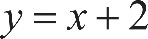 y = x + 2